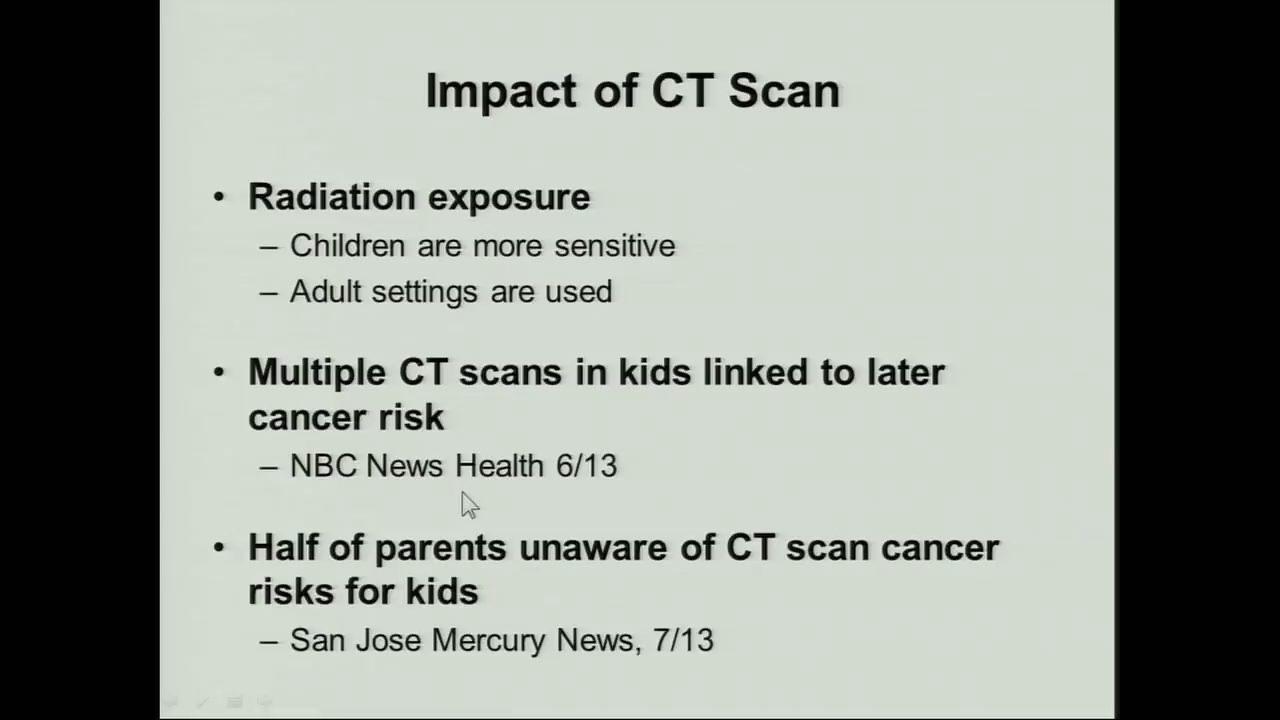 Impact of CT Scan
• Radiation exposure
– Children are more sensitive
– Adult settings are used
• Multiple CT scans in kids linked to later
cancer risk
– NBC News Health 6/13
• Half of parents unaware of CT scan cancer
risks for kids
– San Jose Mercury News, 7/13